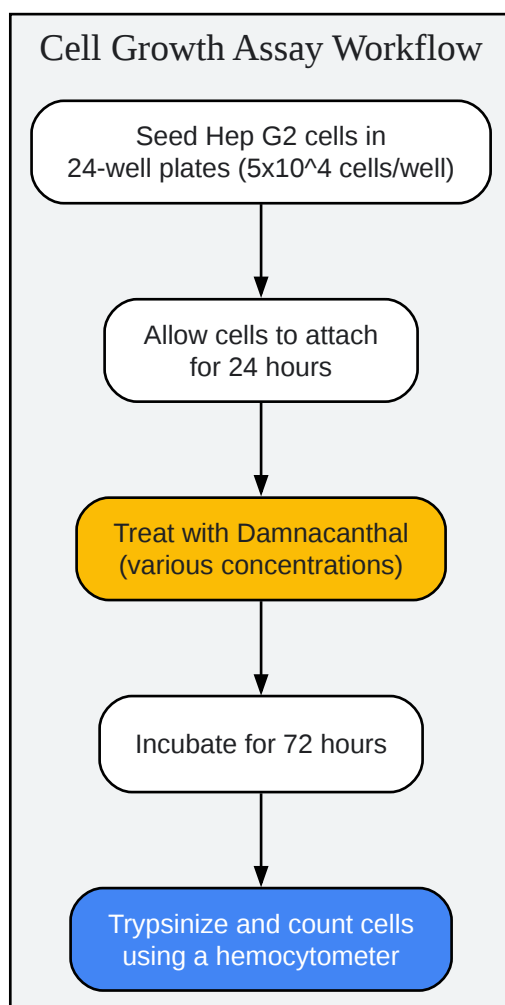 Cell Growth Assay Workflow
Seed Hep G2 cells in
24-well plates (5x10^4 cells/well)
Allow cells to attach
for 24 hours
Treat with Damnacanthal
(various concentrations)
Incubate for 72 hours
Trypsinize and count cells
using a hemocytometer